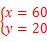 x = 60
y = 20